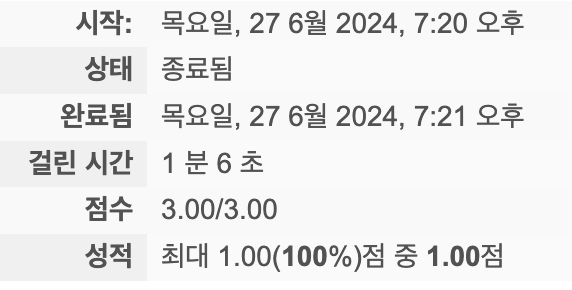 시작: 목요일, 27 6월 2024, 7:20 오후
상태 종료됨
완료됨 목요일, 27 6월 2024, 7:21 오후
걸린 시간 1 분 6 초
점수 3.00/3.00
성적 최대 1.00(100%)점 중 1.00점